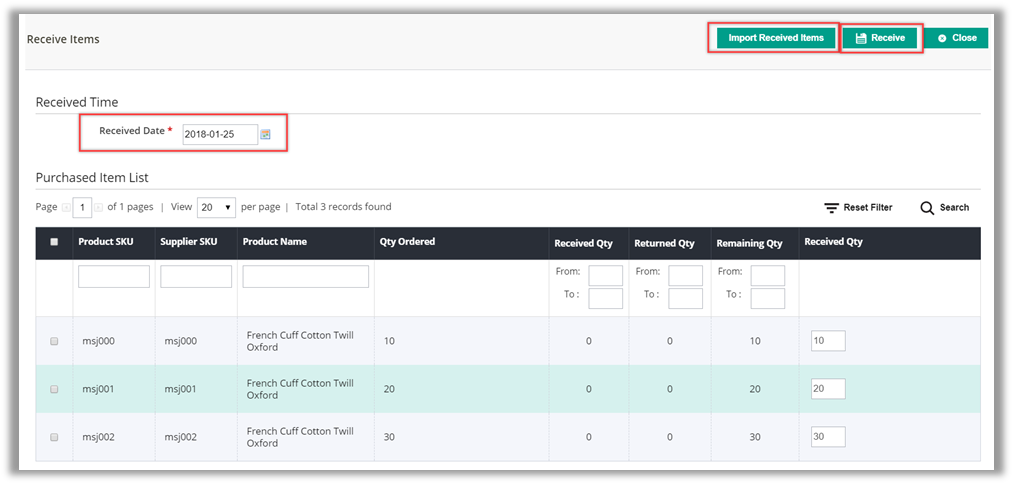 Receive Items
Import Received Items
Receive
Close
Received Time
Received Date *
2018-01-25
Purchased Item List
Page 1 of 1 pages | View 20 per page | Total 3 records found
Reset Filter
Search
Product SKU Supplier SKU Product Name Qty Ordered Received Qty Returned Qty Remaining Qty Received Qty
From: From: From:
To : To : To :
msj000 msj000 French Cuff Cotton Twill Oxford 10 0 0 10 10
msj001 msj001 French Cuff Cotton Twill Oxford 20 0 0 20 20
msj002 msj002 French Cuff Cotton Twill Oxford 30 0 0 30 30